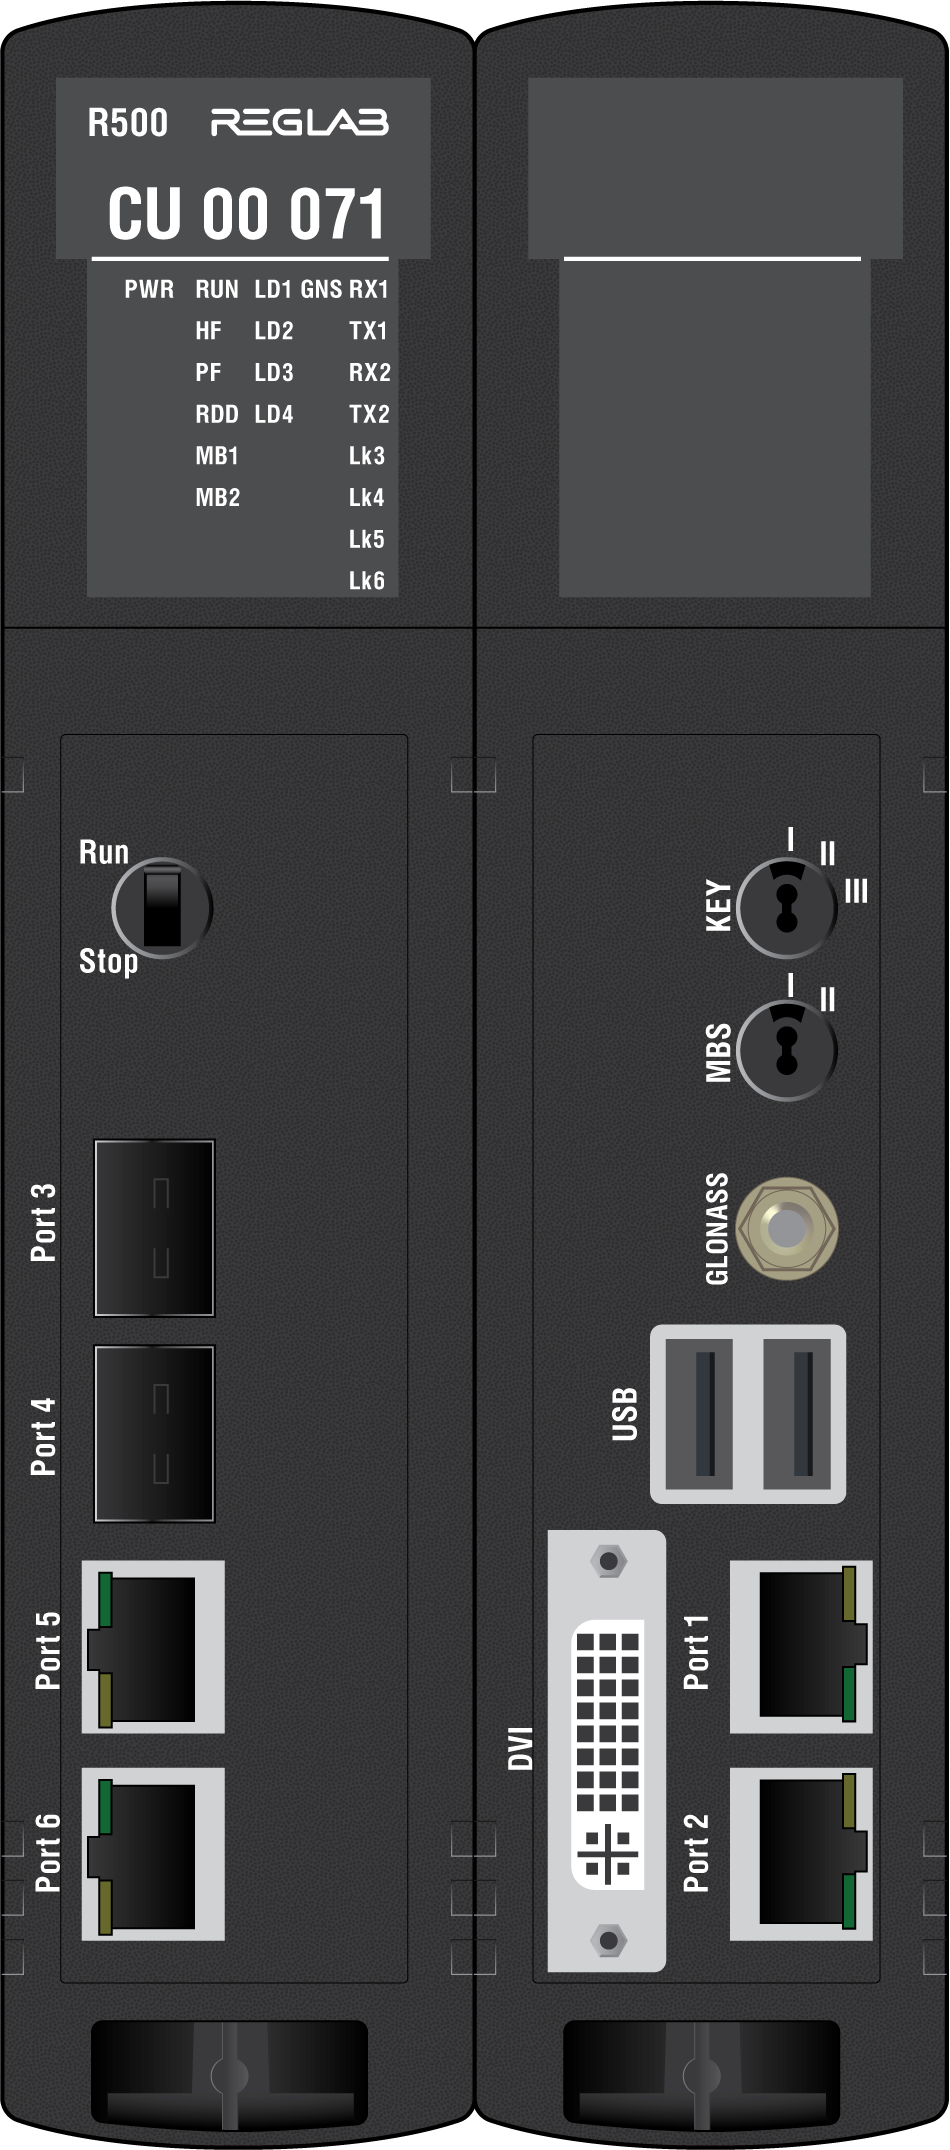 R500 REGLAB
CU 00 071
PWR RUN LD1 GNS RX1
HF LD2 TX1
PF LD3 RX2
RDD LD4 TX2
MB1 Lk3
MB2 Lk4
Lk5
Lk6
Run
Stop
Port 3
Port 4
Port 5
Port 6
I
II
III
KEY
I
II
MBS
GLONASS
USB
DVI
Port 1
Port 2